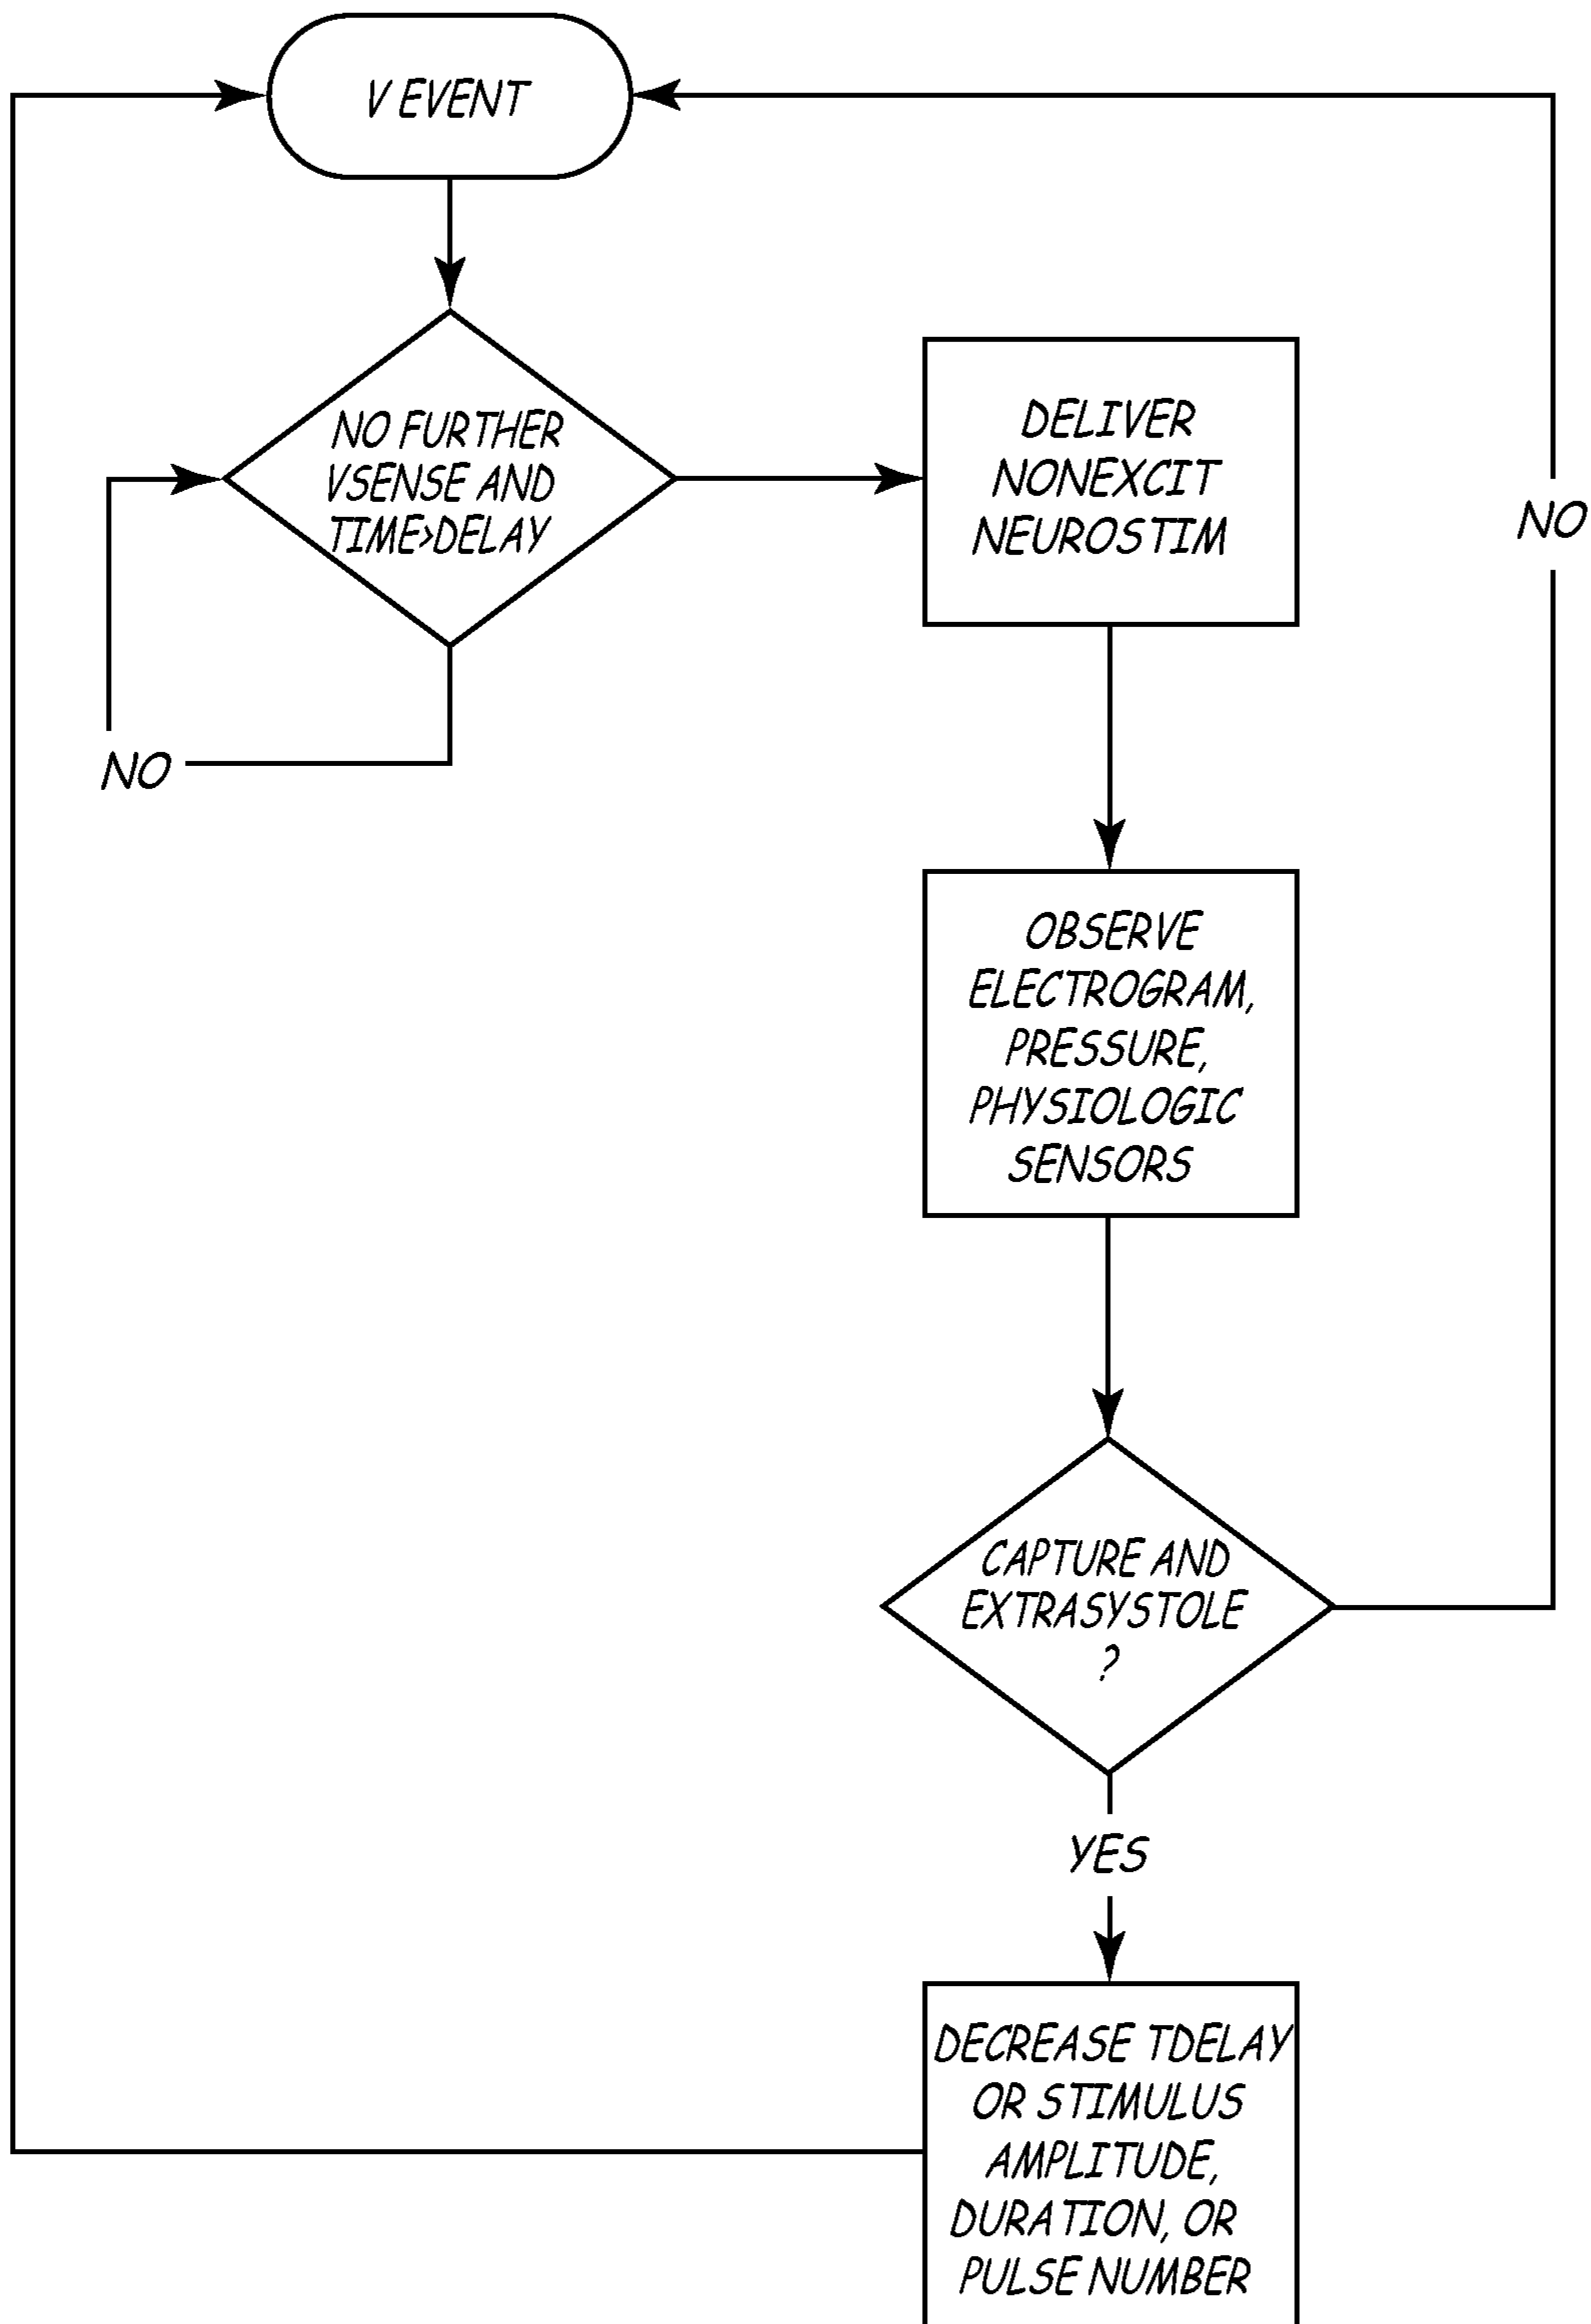 V EVENT
NO FURTHER
VSENSE AND
TIME>DELAY
NO
DELIVER
NONEXCIT
NEUROSTIM
NO
OBSERVE
ELECTROGRAM,
PRESSURE,
PHYSIOLOGIC
SENSORS
CAPTURE AND
EXTRASYSTOLE
?
YES
DECREASE TDELAY
OR STIMULUS
AMPLITUDE,
DURATION, OR
PULSE NUMBER